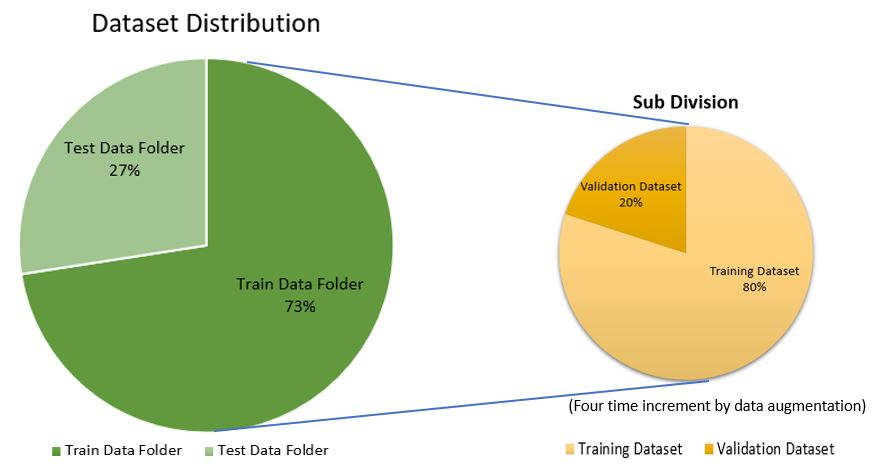 Dataset Distribution
Test Data Folder
27%
Train Data Folder
73%
Train Data Folder
Test Data Folder
Sub Division
Validation Dataset
20%
Training Dataset
80%
(Four time increment by data augmentation)
Training Dataset
Validation Dataset